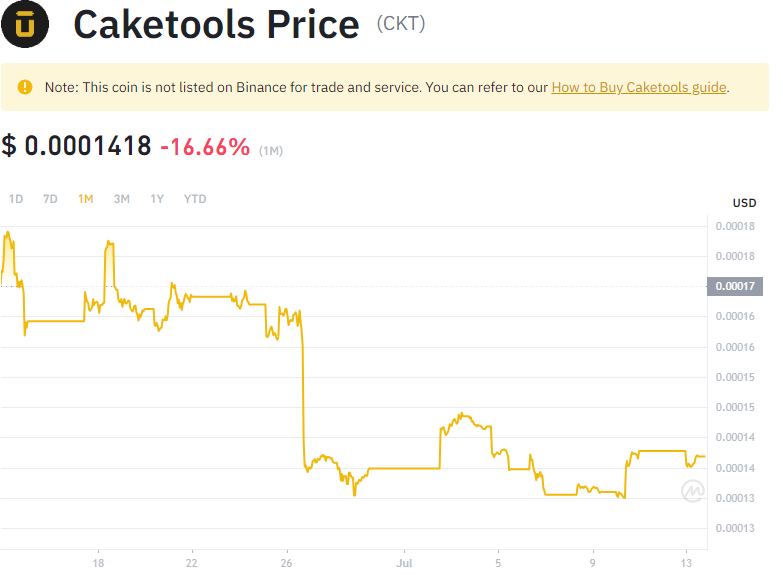 Caketools Price (CKT)
Note: This coin is not listed on Binance for trade and service. You can refer to our How to Buy Caketools guide.
$ 0.0001418 -16.66% (1M)
1D 7D 1M 3M 1Y YTD
USD
0.00018
0.00018
0.00017
0.00016
0.00016
0.00015
0.00015
0.00014
0.00014
0.00013
0.00013
18 22 26 Jul 5 9 13